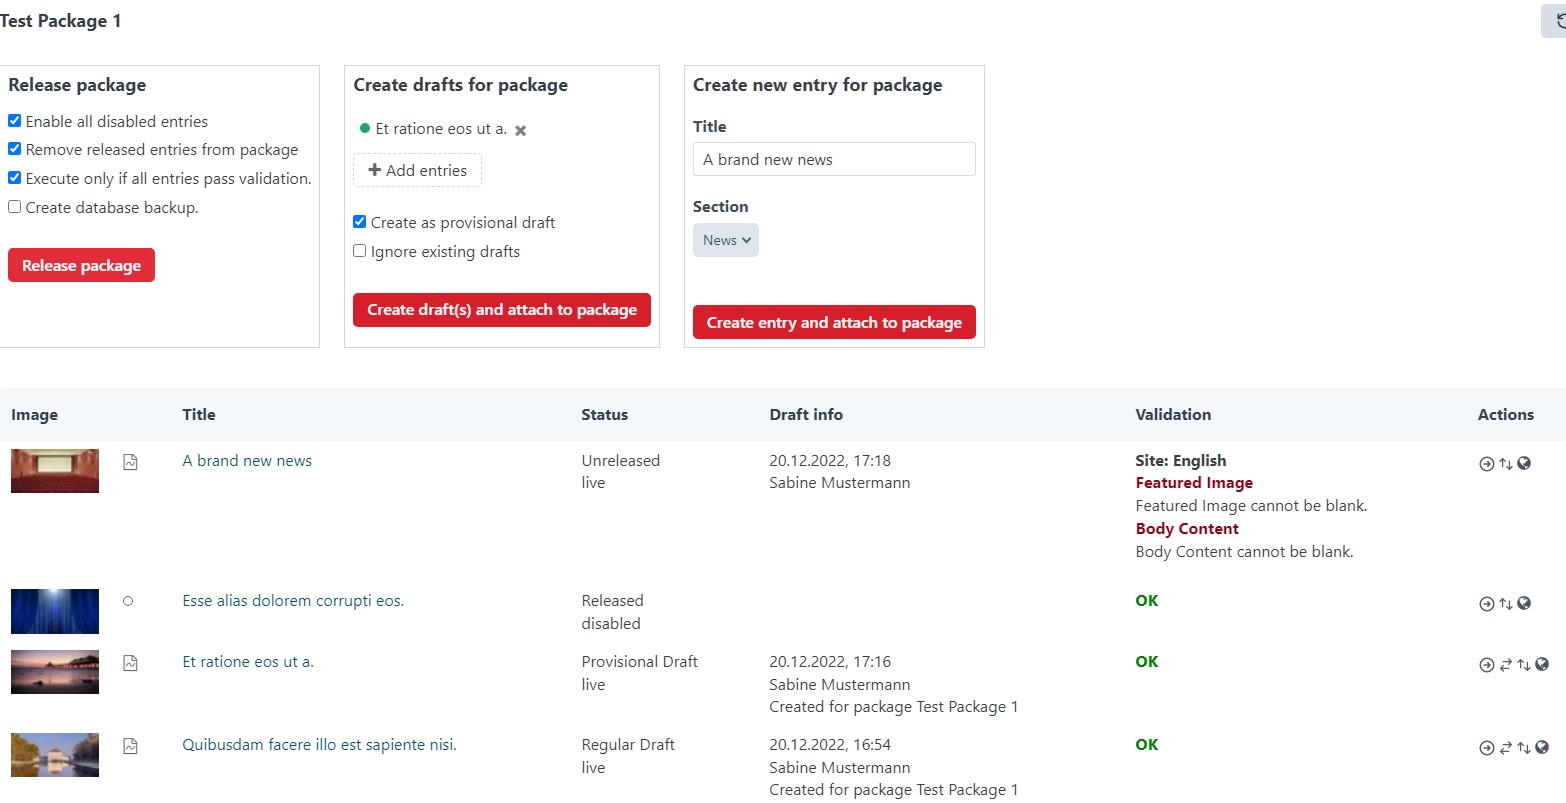 Test Package 1
Release package
Enable all disabled entries
Remove released entries from package
Execute only if all entries pass validation.
Create database backup.
Release package
Create drafts for package
Et ratione eos ut a.
Add entries
Create as provisional draft
Ignore existing drafts
Create draft(s) and attach to package
Create new entry for package
Title
A brand new news
Section
News
Create entry and attach to package
Image Title Status Draft info Validation Actions
A brand new news
Unreleased
live
20.12.2022, 17:18
Sabine Mustermann
Site: English
Featured Image
Featured Image cannot be blank.
Body Content
Body Content cannot be blank.
Esse alias dolorem corrupti eos.
Released
disabled
OK
Et ratione eos ut a.
Provisional Draft
live
20.12.2022, 17:16
Sabine Mustermann
Created for package Test Package 1
OK
Quibusdam facere illo est sapiente nisi.
Regular Draft
live
20.12.2022, 16:54
Sabine Mustermann
Created for package Test Package 1
OK